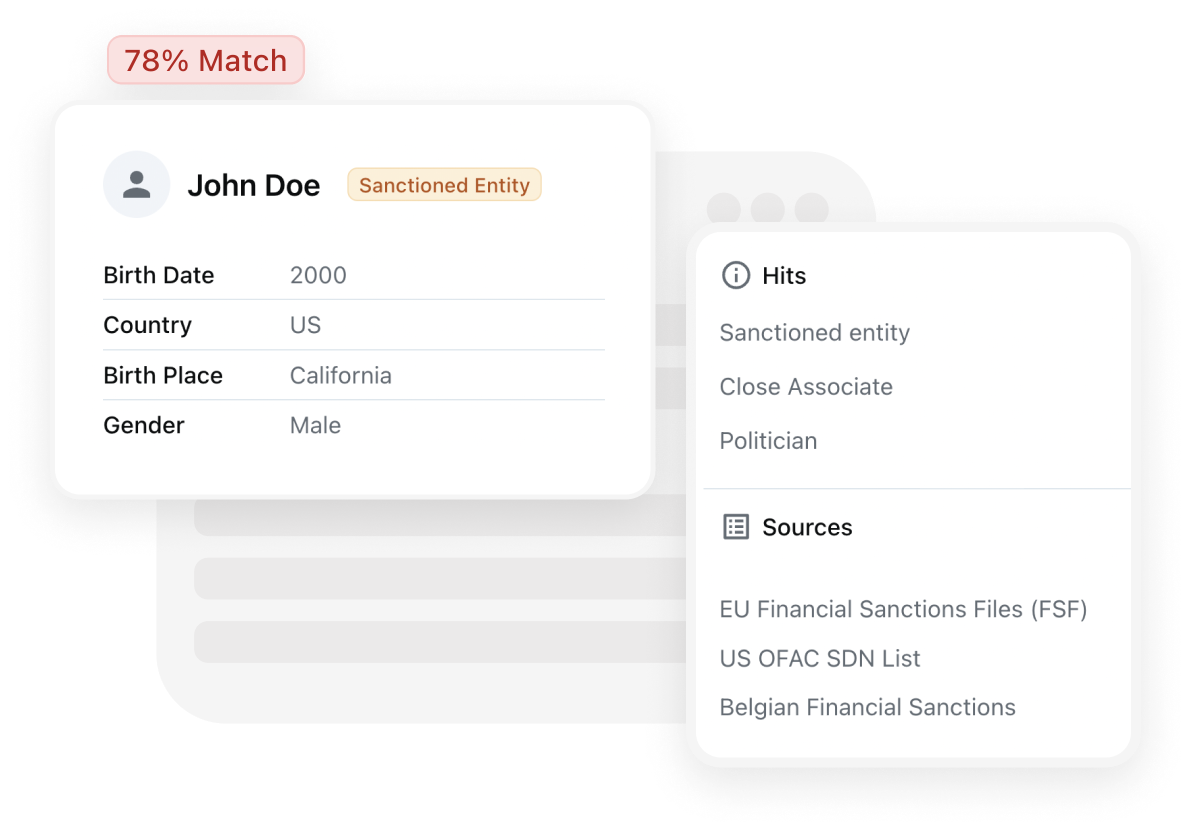 78% Match
John Doe
Sanctioned Entity
Birth Date 2000
Country US
Birth Place California
Gender Male
Hits
Sanctioned entity
Close Associate
Politician
Sources
EU Financial Sanctions Files (FSF)
US OFAC SDN List
Belgian Financial Sanctions